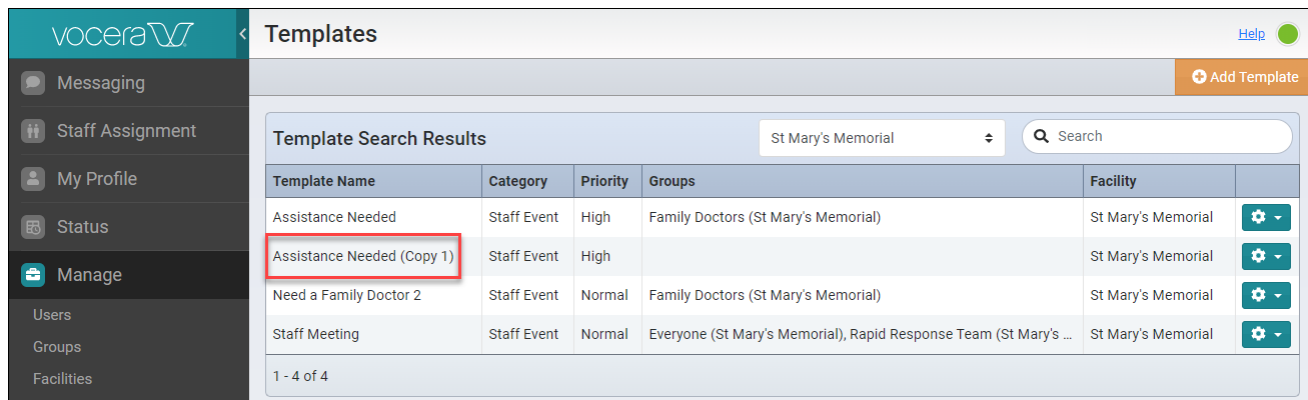 vocera
Templates
Help
Messaging
Add Template
Staff Assignment
Template Search Results
St Mary's Memorial
Search
My Profile
Template Name Category Priority Groups Facility
Status
Assistance Needed Staff Event High Family Doctors (St Mary's Memorial) St Mary's Memorial
Manage
Assistance Needed (Copy 1) Staff Event High St Mary's Memorial
Need a Family Doctor 2 Staff Event Normal Family Doctors (St Mary's Memorial) St Mary's Memorial
Users
Staff Meeting Staff Event Normal Everyone (St Mary's Memorial), Rapid Response Team (St Mary's ... St Mary's Memorial
Groups
Facilities
1 - 4 of 4